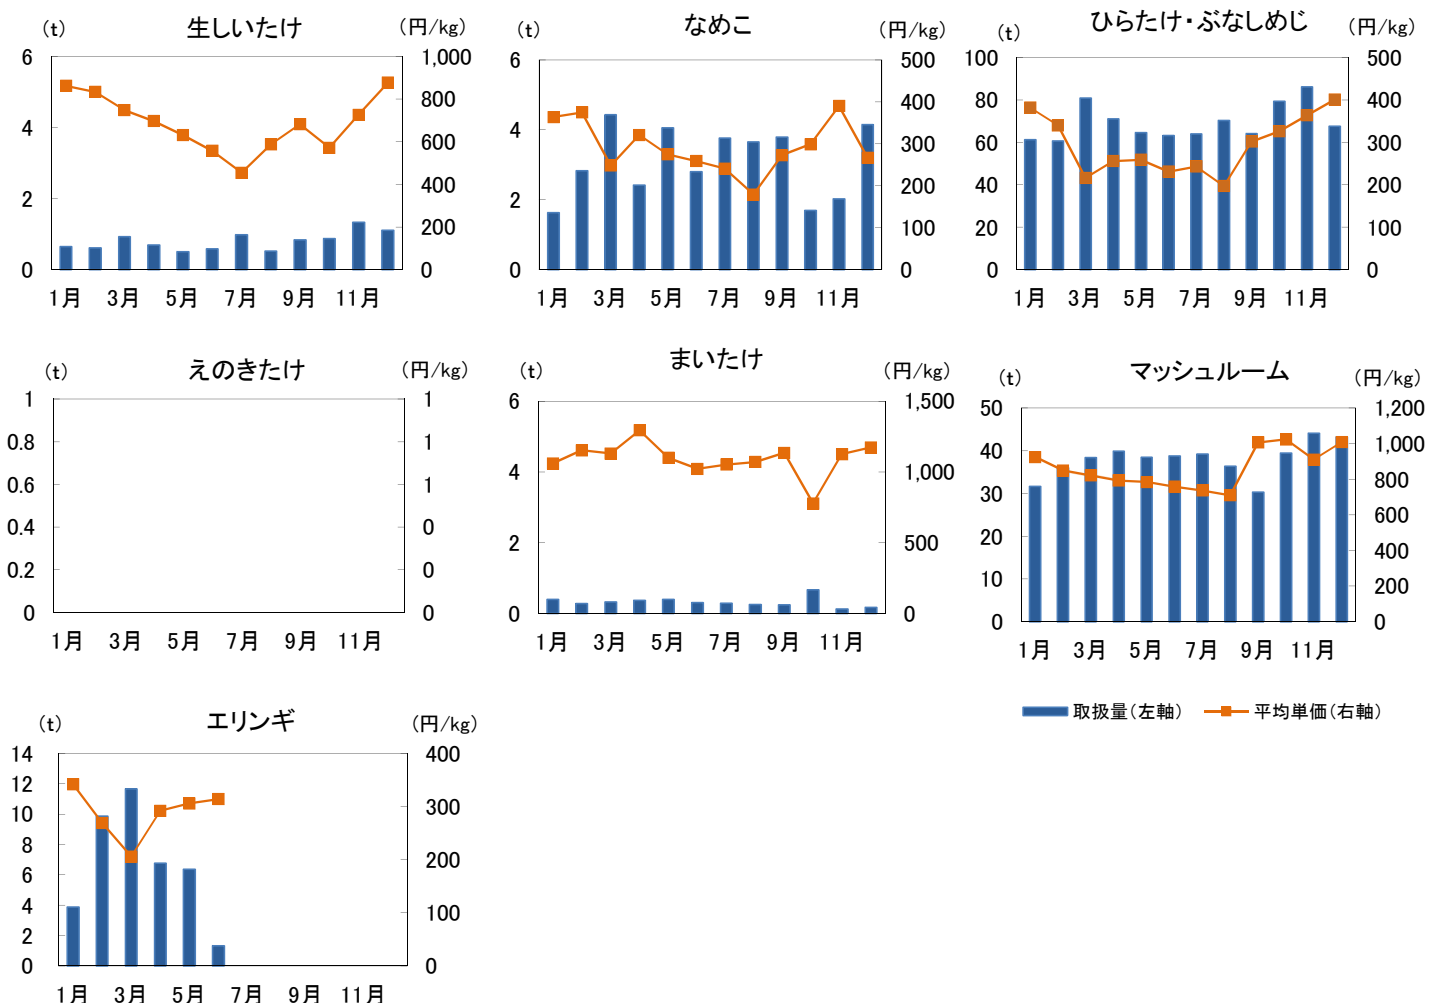 生しいたけ
(t)
(円/kg)
6
4
2
0
1,000
800
600
400
200
0
1月 3月 5月 7月 9月 11月
なめこ
(t)
(円/kg)
6
4
2
0
500
400
300
200
100
0
1月 3月 5月 7月 9月 11月
ひらたけ・ぶなしめじ
(t)
(円/kg)
100
80
60
40
20
0
500
400
300
200
100
0
1月 3月 5月 7月 9月 11月
えのきたけ
(t)
(円/kg)
1
0.8
0.6
0.4
0.2
0
1
1
1
0
0
0
1月 3月 5月 7月 9月 11月
まいたけ
(t)
(円/kg)
6
4
2
0
1,500
1,000
500
0
1月 3月 5月 7月 9月 11月
マッシュルーム
(t)
(円/kg)
50
40
30
20
10
0
1,200
1,000
800
600
400
200
0
1月 3月 5月 7月 9月 11月
取扱量(左軸) 平均単価(右軸)
エリンギ
(t)
(円/kg)
14
12
10
8
6
4
2
0
400
300
200
100
0
1月 3月 5月 7月 9月 11月